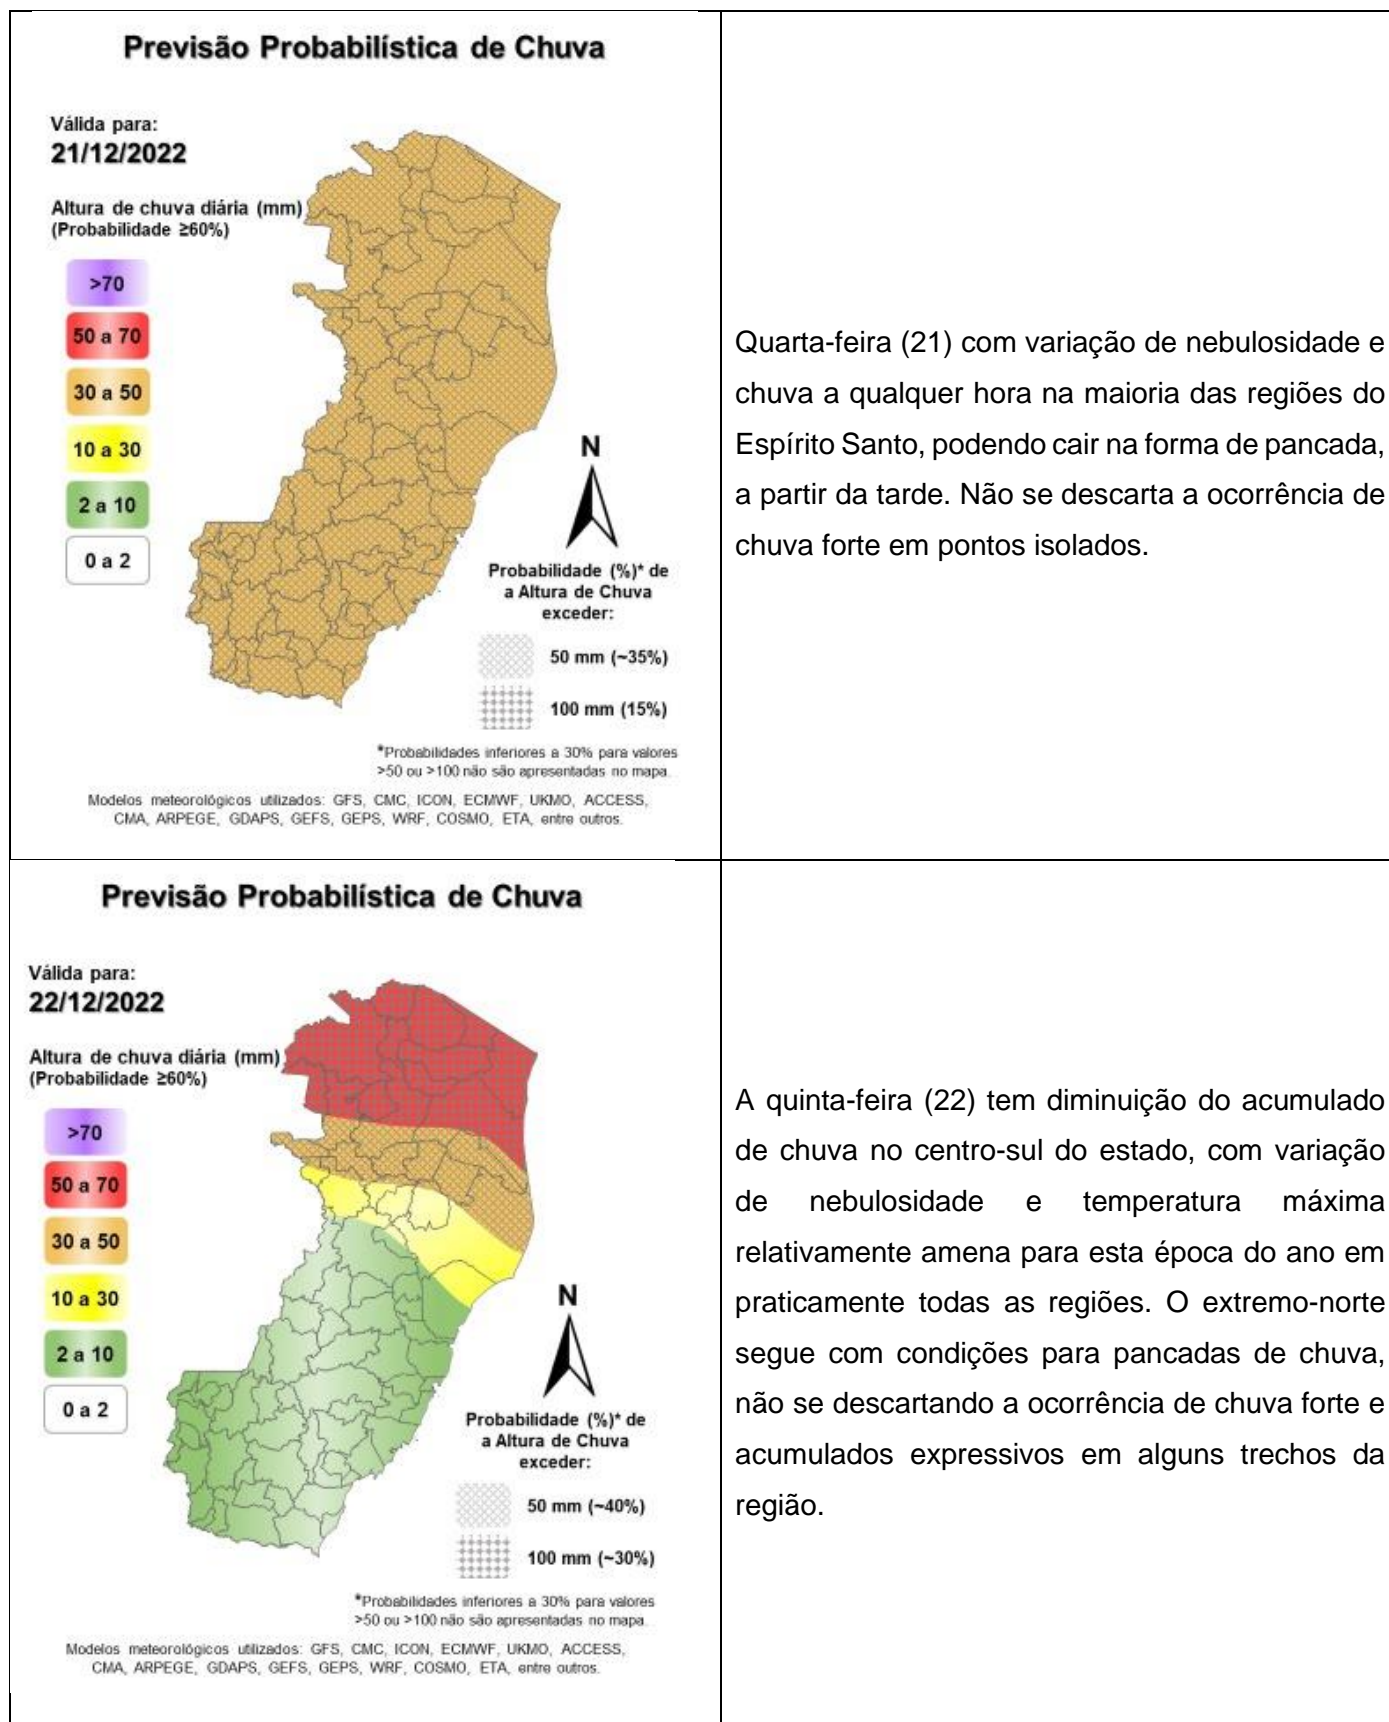 Previsão Probabilística de Chuva
Válida para:
21/12/2022
Altura de chuva diária (mm)
(Probabilidade ≥60%)
>70
50 a 70
30 a 50
10 a 30
2 a 10
0 a 2
N
Probabilidade (%)* de
a Altura de Chuva
exceder:
50 mm (~35%)
100 mm (15%)
*Probabilidades inferiores a 30% para valores
>50 ou >100 não são apresentadas no mapa.
Modelos meteorológicos utilizados: GFS, CMC, ICON, ECMWF, UKMO, ACCESS,
CMA, ARPEGE, GDAPS, GEFS, GEPS, WRF, COSMO, ETA, entre outros.
Quarta-feira (21) com variação de nebulosidade e
chuva a qualquer hora na maioria das regiões do
Espírito Santo, podendo cair na forma de pancada,
a partir da tarde. Não se descarta a ocorrência de
chuva forte em pontos isolados.
Previsão Probabilística de Chuva
Válida para:
22/12/2022
Altura de chuva diária (mm)
(Probabilidade ≥60%)
>70
50 a 70
30 a 50
10 a 30
2 a 10
0 a 2
N
Probabilidade (%)* de
a Altura de Chuva
exceder:
50 mm (~40%)
100 mm (~30%)
*Probabilidades inferiores a 30% para valores
>50 ou >100 não são apresentadas no mapa.
Modelos meteorológicos utilizados: GFS, CMC, ICON, ECMWF, UKMO, ACCESS,
CMA, ARPEGE, GDAPS, GEFS, GEPS, WRF, COSMO, ETA, entre outros.
A quinta-feira (22) tem diminuição do acumulado
de chuva no centro-sul do estado, com variação
de nebulosidade e temperatura máxima
relativamente amena para esta época do ano em
praticamente todas as regiões. O extremo-norte
segue com condições para pancadas de chuva,
não se descartando a ocorrência de chuva forte e
acumulados expressivos em alguns trechos da
região.